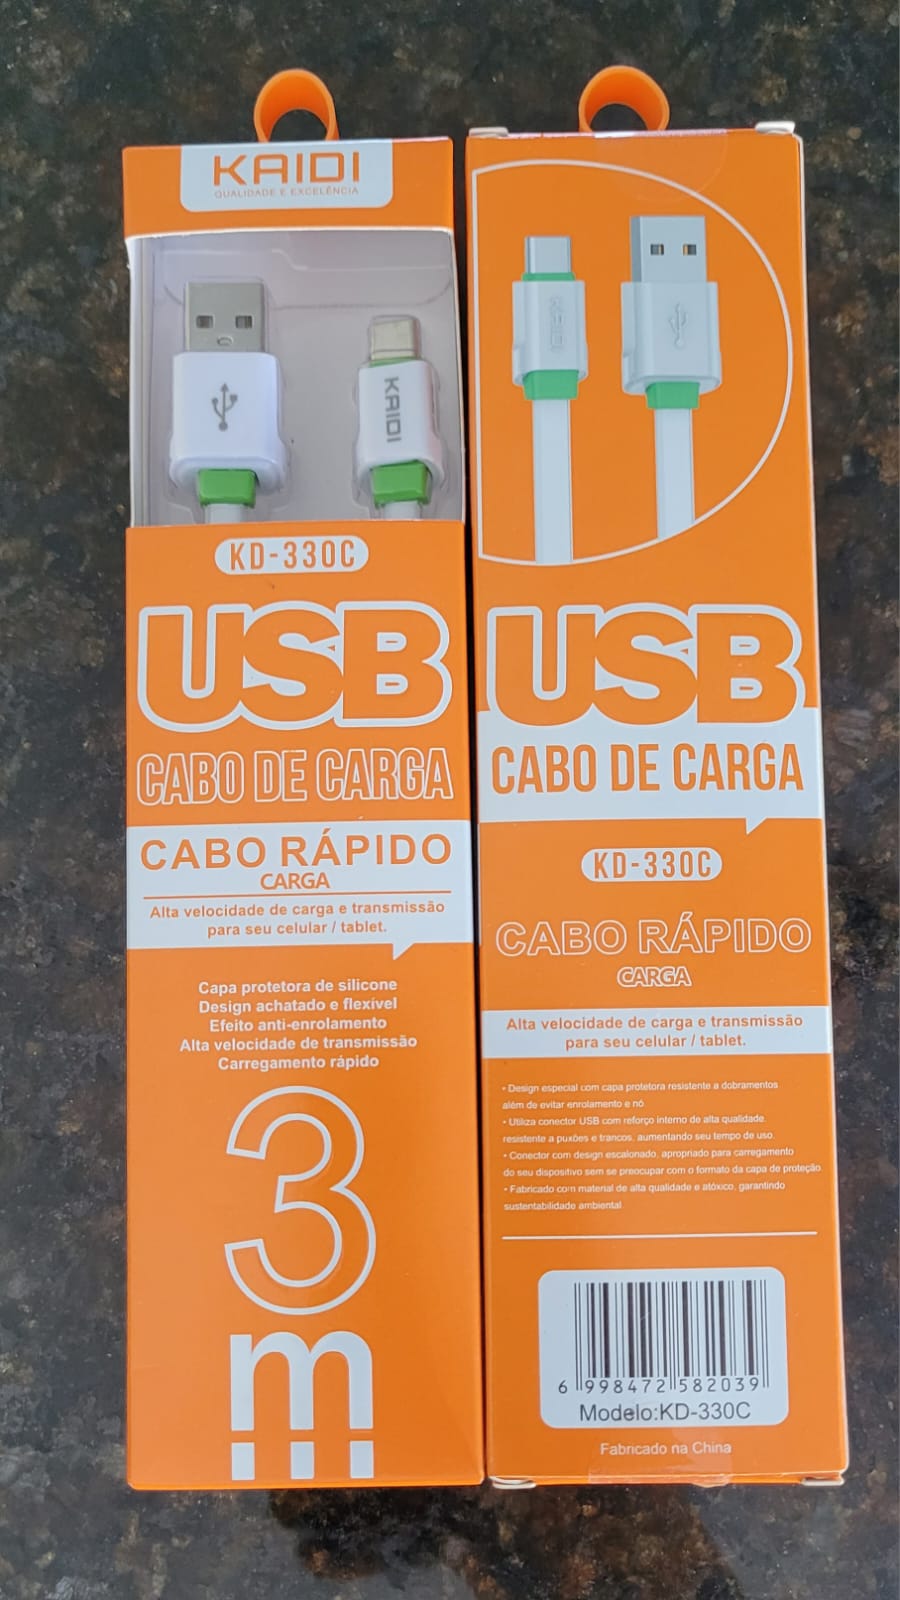 KAIDI
QUALIDADE E EXCELÊNCIA
KAIDI
KD-330C
USB
CABO DE CARGA
CABO RÁPIDO
CARGA
Alta velocidade de carga e transmissão
para seu celular / tablet.
Capa protetora de silicone
Design achatado e flexível
Efeito anti-enrolamento
Alta velocidade de transmissão
Carregamento rápido
3
m
KAIDI
USB
CABO DE CARGA
KD-330C
CABO RÁPIDO
CARGA
Alta velocidade de carga e transmissão
para seu celular / tablet.
• Design especial com capa protetora resistente a dobramentos
além de evitar enrolamento e nó
• Utiliza conector USB com reforço interno de alta qualidade.
resistente a puxões e trancos, aumentando seu tempo de uso.
• Conector com design escalonado, apropriado para carregamento
do seu dispositivo sem se preocupar com o formato da capa de proteção.
• Fabricado com material de alta qualidade e atóxico, garantindo
sustentabilidade ambiental.
6 998472 582039
Modelo:KD-330C
Fabricado na China